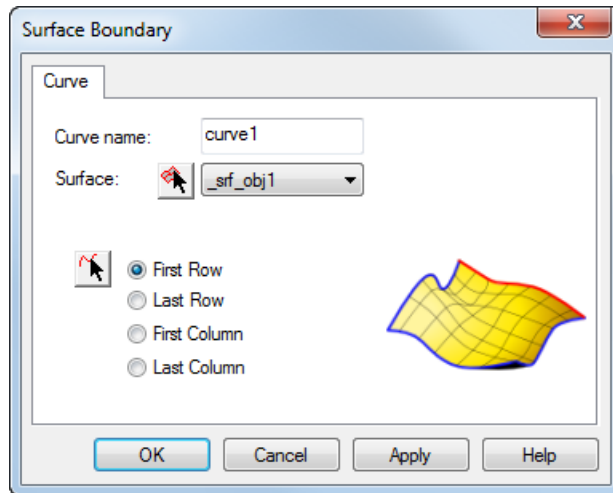 Surface Boundary
Curve
Curve name: curve1
Surface: _srf_obj1
First Row
Last Row
First Column
Last Column
OK Cancel Apply Help